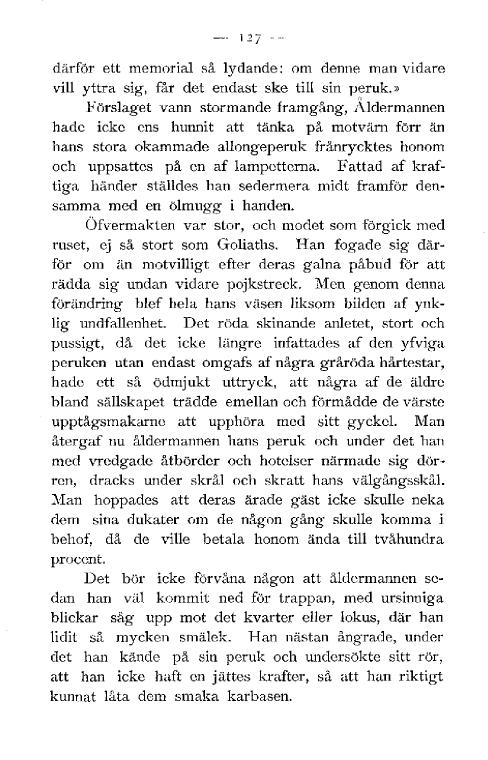 — 127 —
därför ett memorial så lydande: om denne man vidare
vill yttra sig, får det endast ske till sin peruk.»
Förslaget vann stormande framgång, Åldermannen
hade icke ens hunnit att tänka på motvärn förr än
hans stora okammade allongeperuk frånrycktes honom
och uppsattes på en af lampetterna. Fattad af kraf-
tiga händer ställdes han sedermera midt framför den-
samma med en ölmugg i handen.
Öfvermakten var stor, och modet som förgick med
ruset, ej så stort som Goliaths. Han fogade sig där-
för om än motvilligt efter deras galna påbud för att
rädda sig undan vidare pojkstreck. Men genom denna
förändring blef hela hans väsen liksom bilden af ynk-
lig undfallenhet. Det röda skinande anletet, stort och
pussigt, då det icke längre infattades af den yfviga
peruken utan endast omgafs af några gråröda hårtestar,
hade ett så ödmjukt uttryck, att några af de äldre
bland sällskapet trädde emellan och förmådde de värste
upptågsmakarne att upphöra med sitt gyckel. Man
återgaf nu åldermannen hans peruk och under det han
med vredgade åtbörder och hotelser närmade sig dör-
ren, dracks under skrål och skratt hans välgångsskål.
Man hoppades att deras ärade gäst icke skulle neka
dem sina dukater om de någon gång skulle komma i
behof, då de ville betala honom ända till tvåhundra
procent.
Det bör icke förvåna någon att åldermannen se-
dan han väl kommit ned för trappan, med ursinniga
blickar såg upp mot det kvarter eller lokus, där han
lidit så mycken smälek. Han nästan ångrade, under
det han kände på sin peruk och undersökte sitt rör,
att han icke haft en jättes krafter, så att han riktigt
kunnat låta dem smaka karbasen.